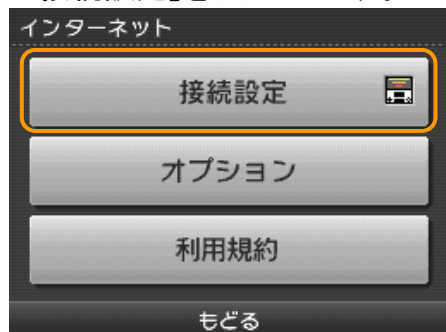 インターネット
接続設定
オプション
利用規約
もどる